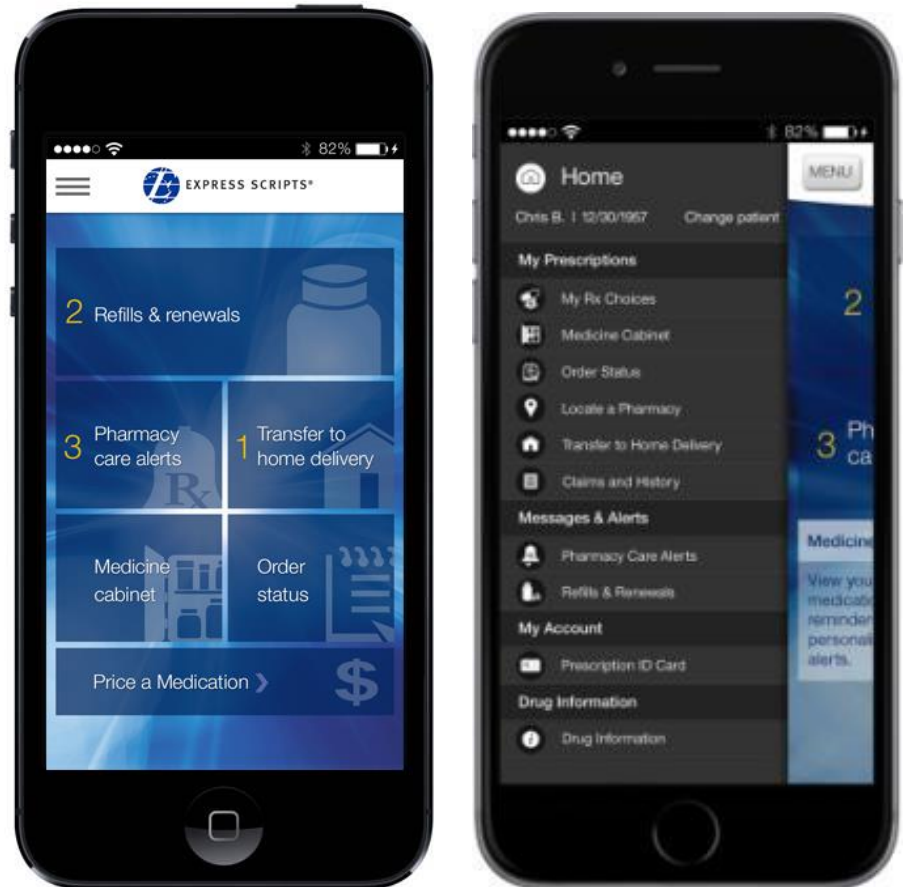 82%
EXPRESS SCRIPTS®
2 Refills & renewals
3 Pharmacy
care alerts
1 Transfer to
home delivery
Rx
Medicine
cabinet
Order
status
Price a Medication
$
82%
Home
MENU
Chris B. | 12/30/1957 Change patient
My Prescriptions
My Rx Choices
Medicine Cabinet
Order Status
Locate a Pharmacy
Transfer to Home Delivery
Claims and History
Messages & Alerts
Pharmacy Care Alerts
Refills & Renewals
My Account
Prescription ID Card
Drug Information
Drug Information
2
3 Ph
ca
Medicine
View you
medicatio
reminder
personali
alerts.